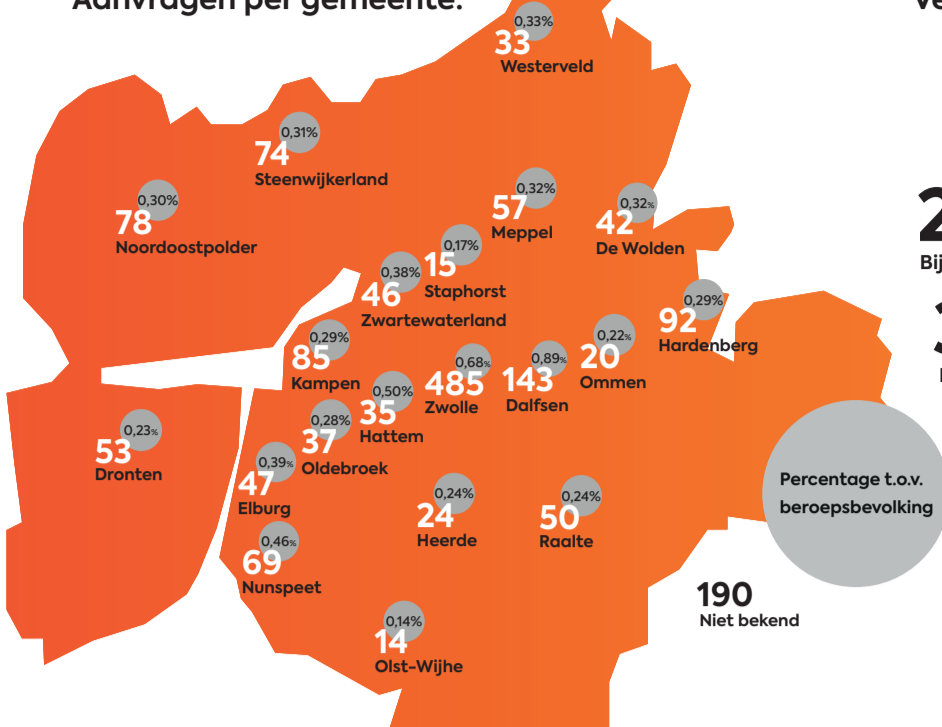 Aanvragen per gemeente:
Ve
0,33%
33
Westerveld
0,31%
74
Steenwijkerland
0,30%
78
Noordoostpolder
0,32%
57
Meppel
0,32%
42
De Wolden
0,17%
15
Staphorst
0,38%
46
Zwartewaterland
0,29%
92
Hardenberg
0,29%
85
Kampen
0,22%
20
Ommen
0,68%
485
Zwolle
0,89%
143
Dalfsen
0,50%
35
Hattem
0,28%
37
Oldebroek
0,23%
53
Dronten
0,39%
47
Elburg
0,24%
24
Heerde
0,24%
50
Raalte
0,46%
69
Nunspeet
0,14%
14
Olst-Wijhe
Percentage t.o.v.
beroepsbevolking
190
Niet bekend
2
Bij